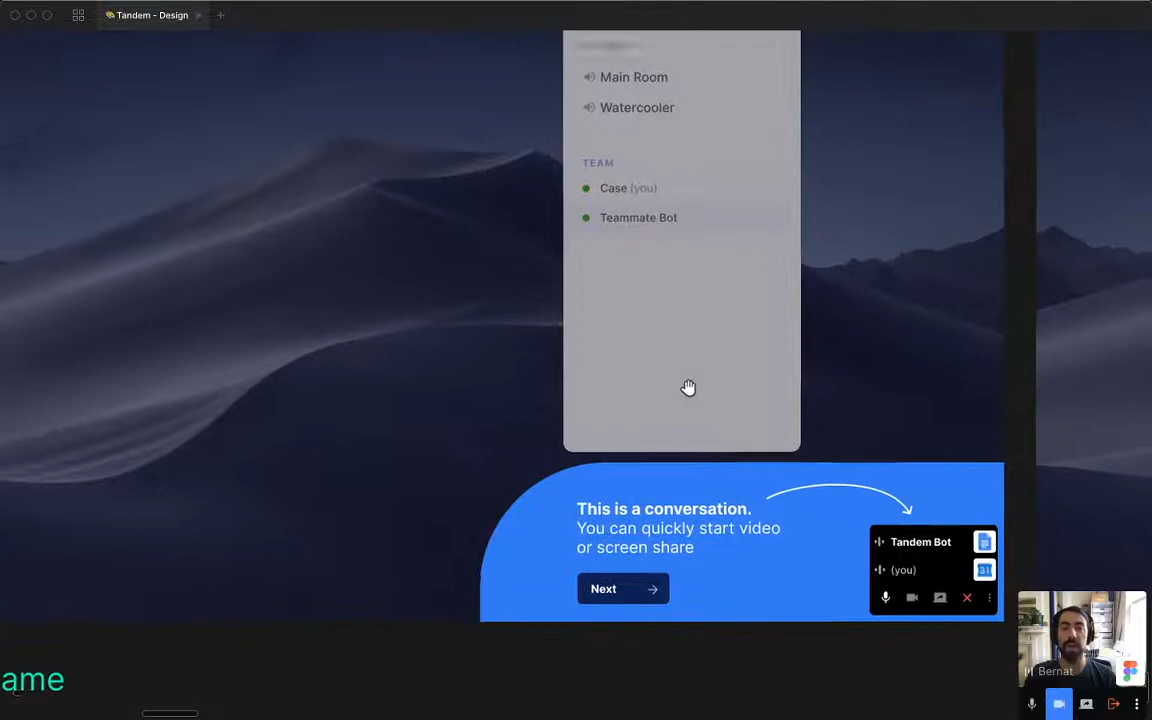 Tandem - Design
Main Room
Watercooler
TEAM
Case (you)
Teammate Bot
This is a conversation.
You can quickly start video
or screen share
Next
Tandem Bot
(you)
31
Bernat
ame